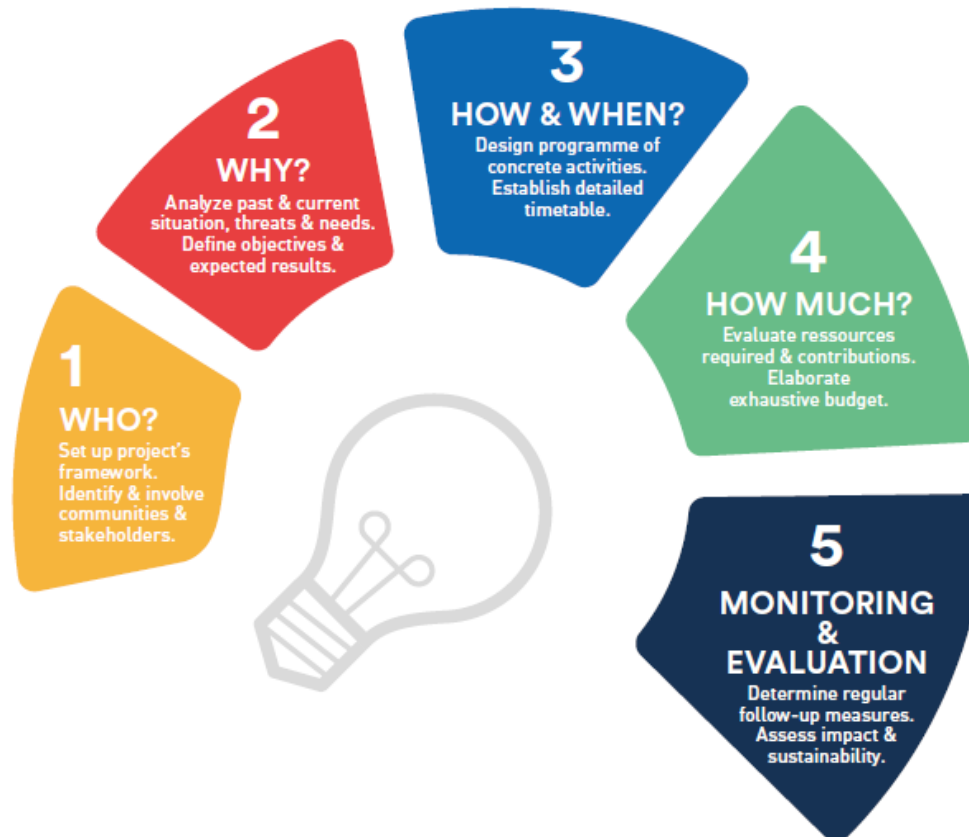 1
WHO?
Set up project's
framework.
Identify & involve
communities &
stakeholders.
2
WHY?
Analyze past & current
situation, threats & needs.
Define objectives &
expected results.
3
HOW & WHEN?
Design programme of
concrete activities.
Establish detailed
timetable.
4
HOW MUCH?
Evaluate ressources
required & contributions.
Elaborate
exhaustive budget.
5
MONITORING
&
EVALUATION
Determine regular
follow-up measures.
Assess impact &
sustainability.